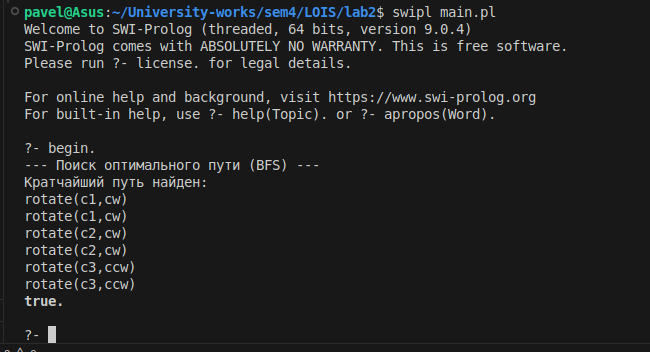 pavel@Asus:~/University-works/sem4/LOIS/lab2$ swipl main.pl
Welcome to SWI-Prolog (threaded, 64 bits, version 9.0.4)
SWI-Prolog comes with ABSOLUTELY NO WARRANTY. This is free software.
Please run ?- license. for legal details.
For online help and background, visit https://www.swi-prolog.org
For built-in help, use ?- help(Topic). or ?- apropos(Word).
?- begin.
--- Поиск оптимального пути (BFS) ---
Кратчайший путь найден:
rotate(c1,cw)
rotate(c1,cw)
rotate(c2,cw)
rotate(c2,cw)
rotate(c3,ccw)
rotate(c3,ccw)
true.
?-